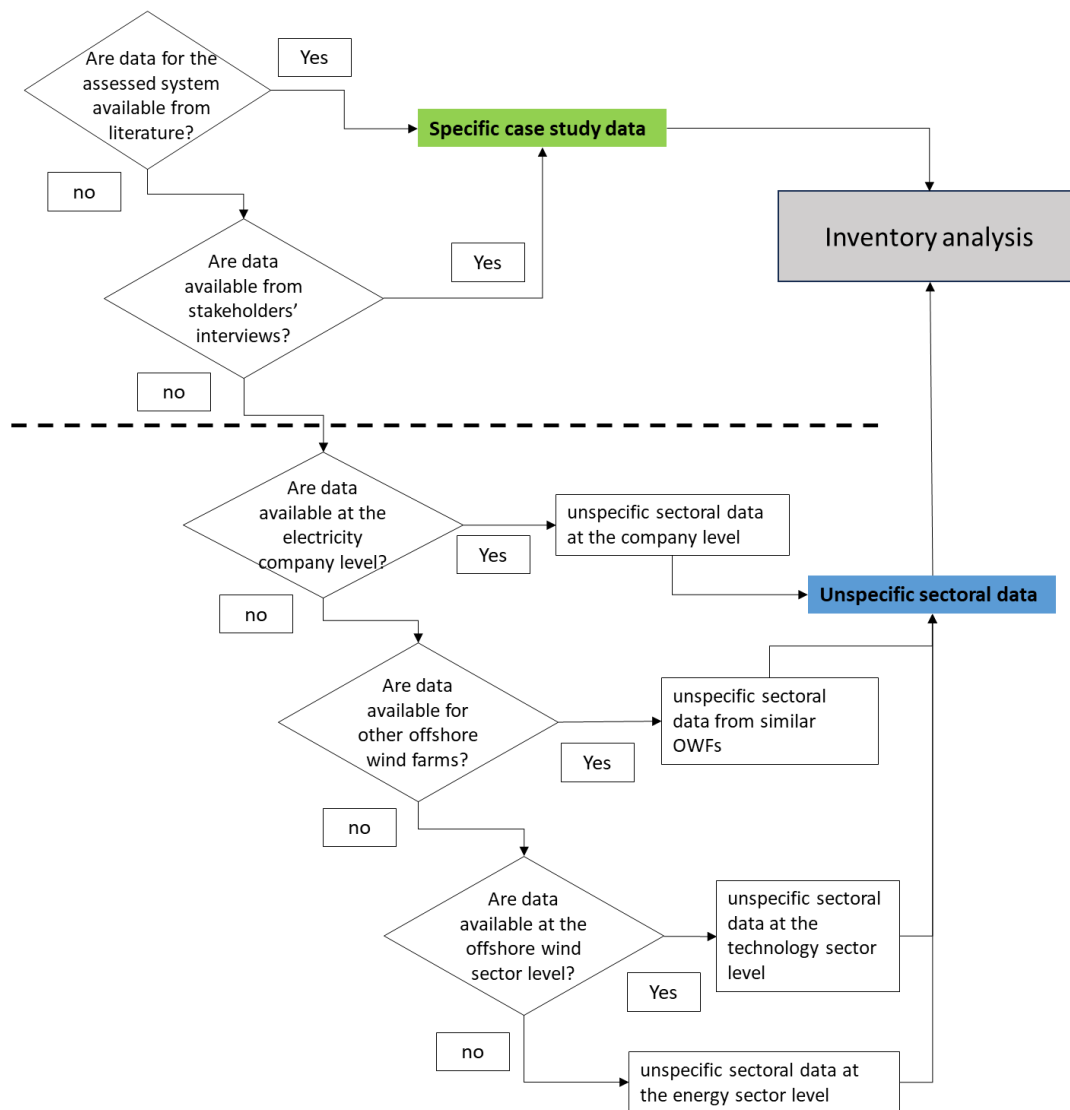 Are data for the
assessed system
available from
literature?
Yes
Specific case study data
no
Inventory analysis
Are data
available from
stakeholders’
interviews?
Yes
no
Are data
available at the
electricity
company level?
Yes
unspecific sectoral data
at the company level
Unspecific sectoral data
no
Are data
available for
other offshore
wind farms?
Yes
unspecific sectoral
data from similar
OWFs
no
Are data
available at the
offshore wind
sector level?
Yes
unspecific sectoral
data at the
technology sector
level
no
unspecific sectoral data at
the energy sector level